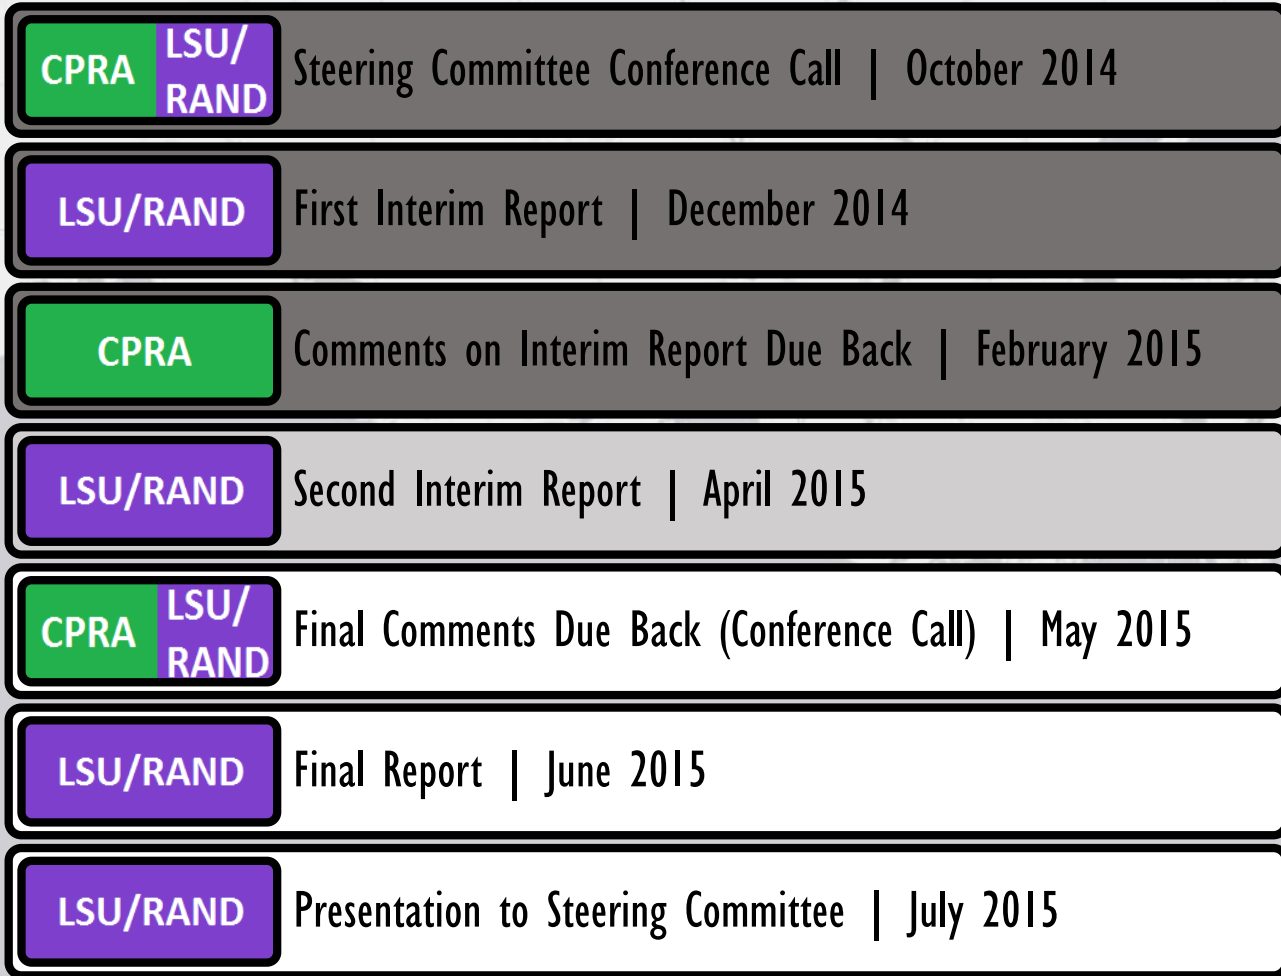 CPRA LSU/ RAND Steering Committee Conference Call | October 2014
LSU/RAND First Interim Report | December 2014
CPRA Comments on Interim Report Due Back | February 2015
LSU/RAND Second Interim Report | April 2015
CPRA LSU/ RAND Final Comments Due Back (Conference Call) | May 2015
LSU/RAND Final Report | June 2015
LSU/RAND Presentation to Steering Committee | July 2015